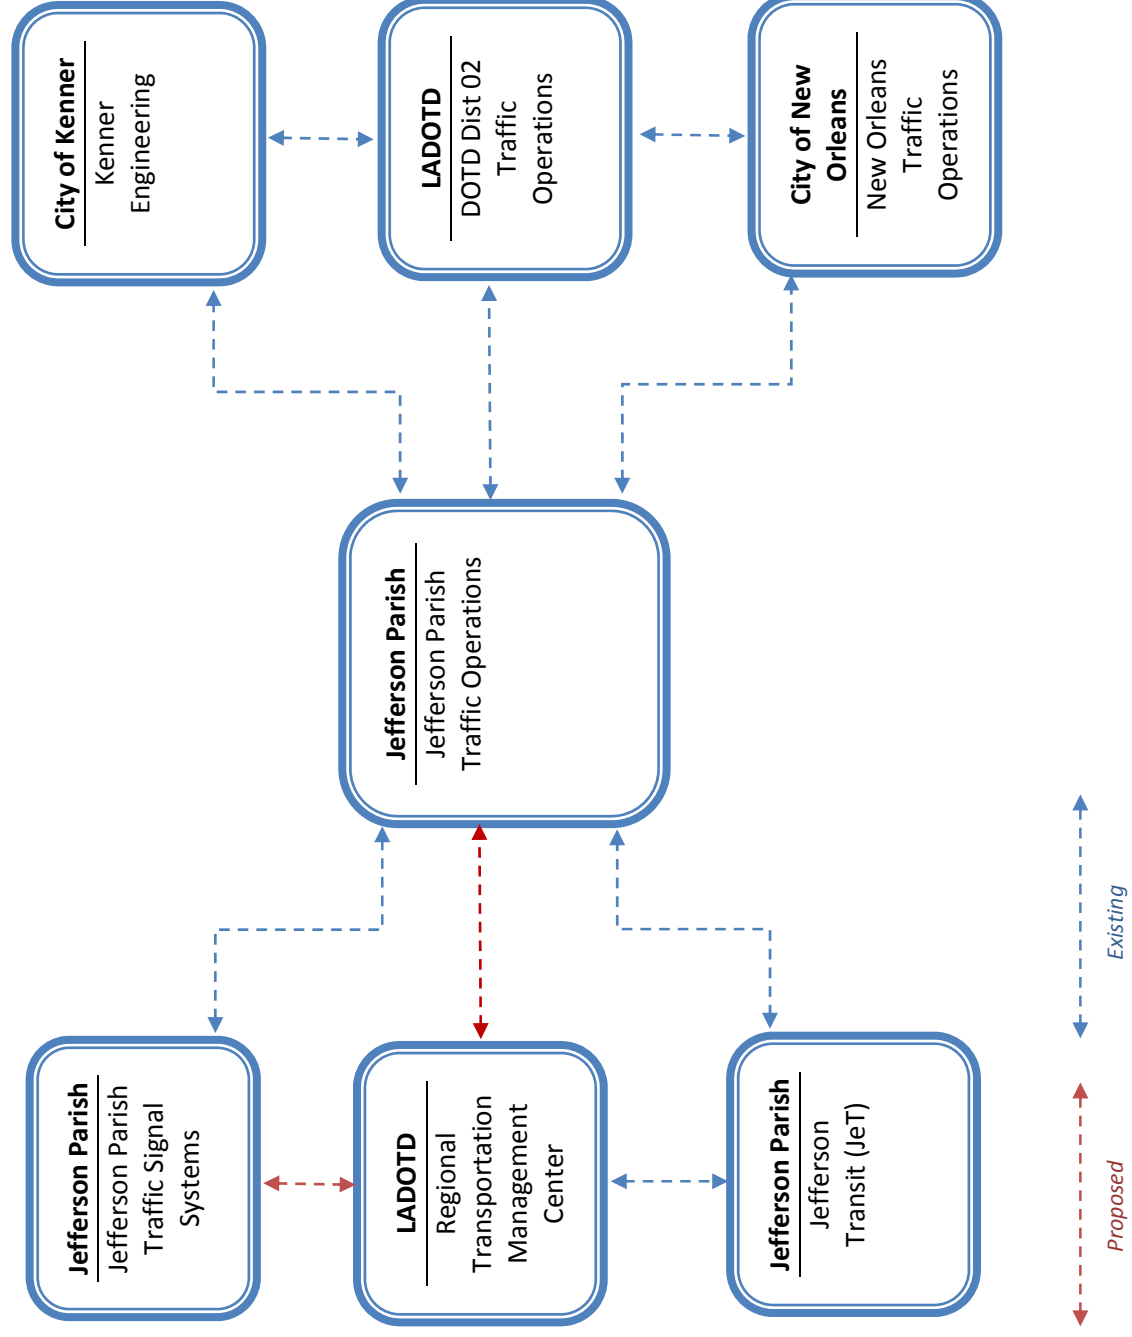 Jefferson Parish
Jefferson Parish
Traffic Signal
Systems
LADOTD
Regional
Transportation
Management
Center
Jefferson Parish
Jefferson
Transit (JeT)
Jefferson Parish
Jefferson Parish
Traffic Operations
City of Kenner
Kenner
Engineering
LADOTD
DOTD Dist 02
Traffic
Operations
City of New
Orleans
New Orleans
Traffic
Operations
Proposed
Existing